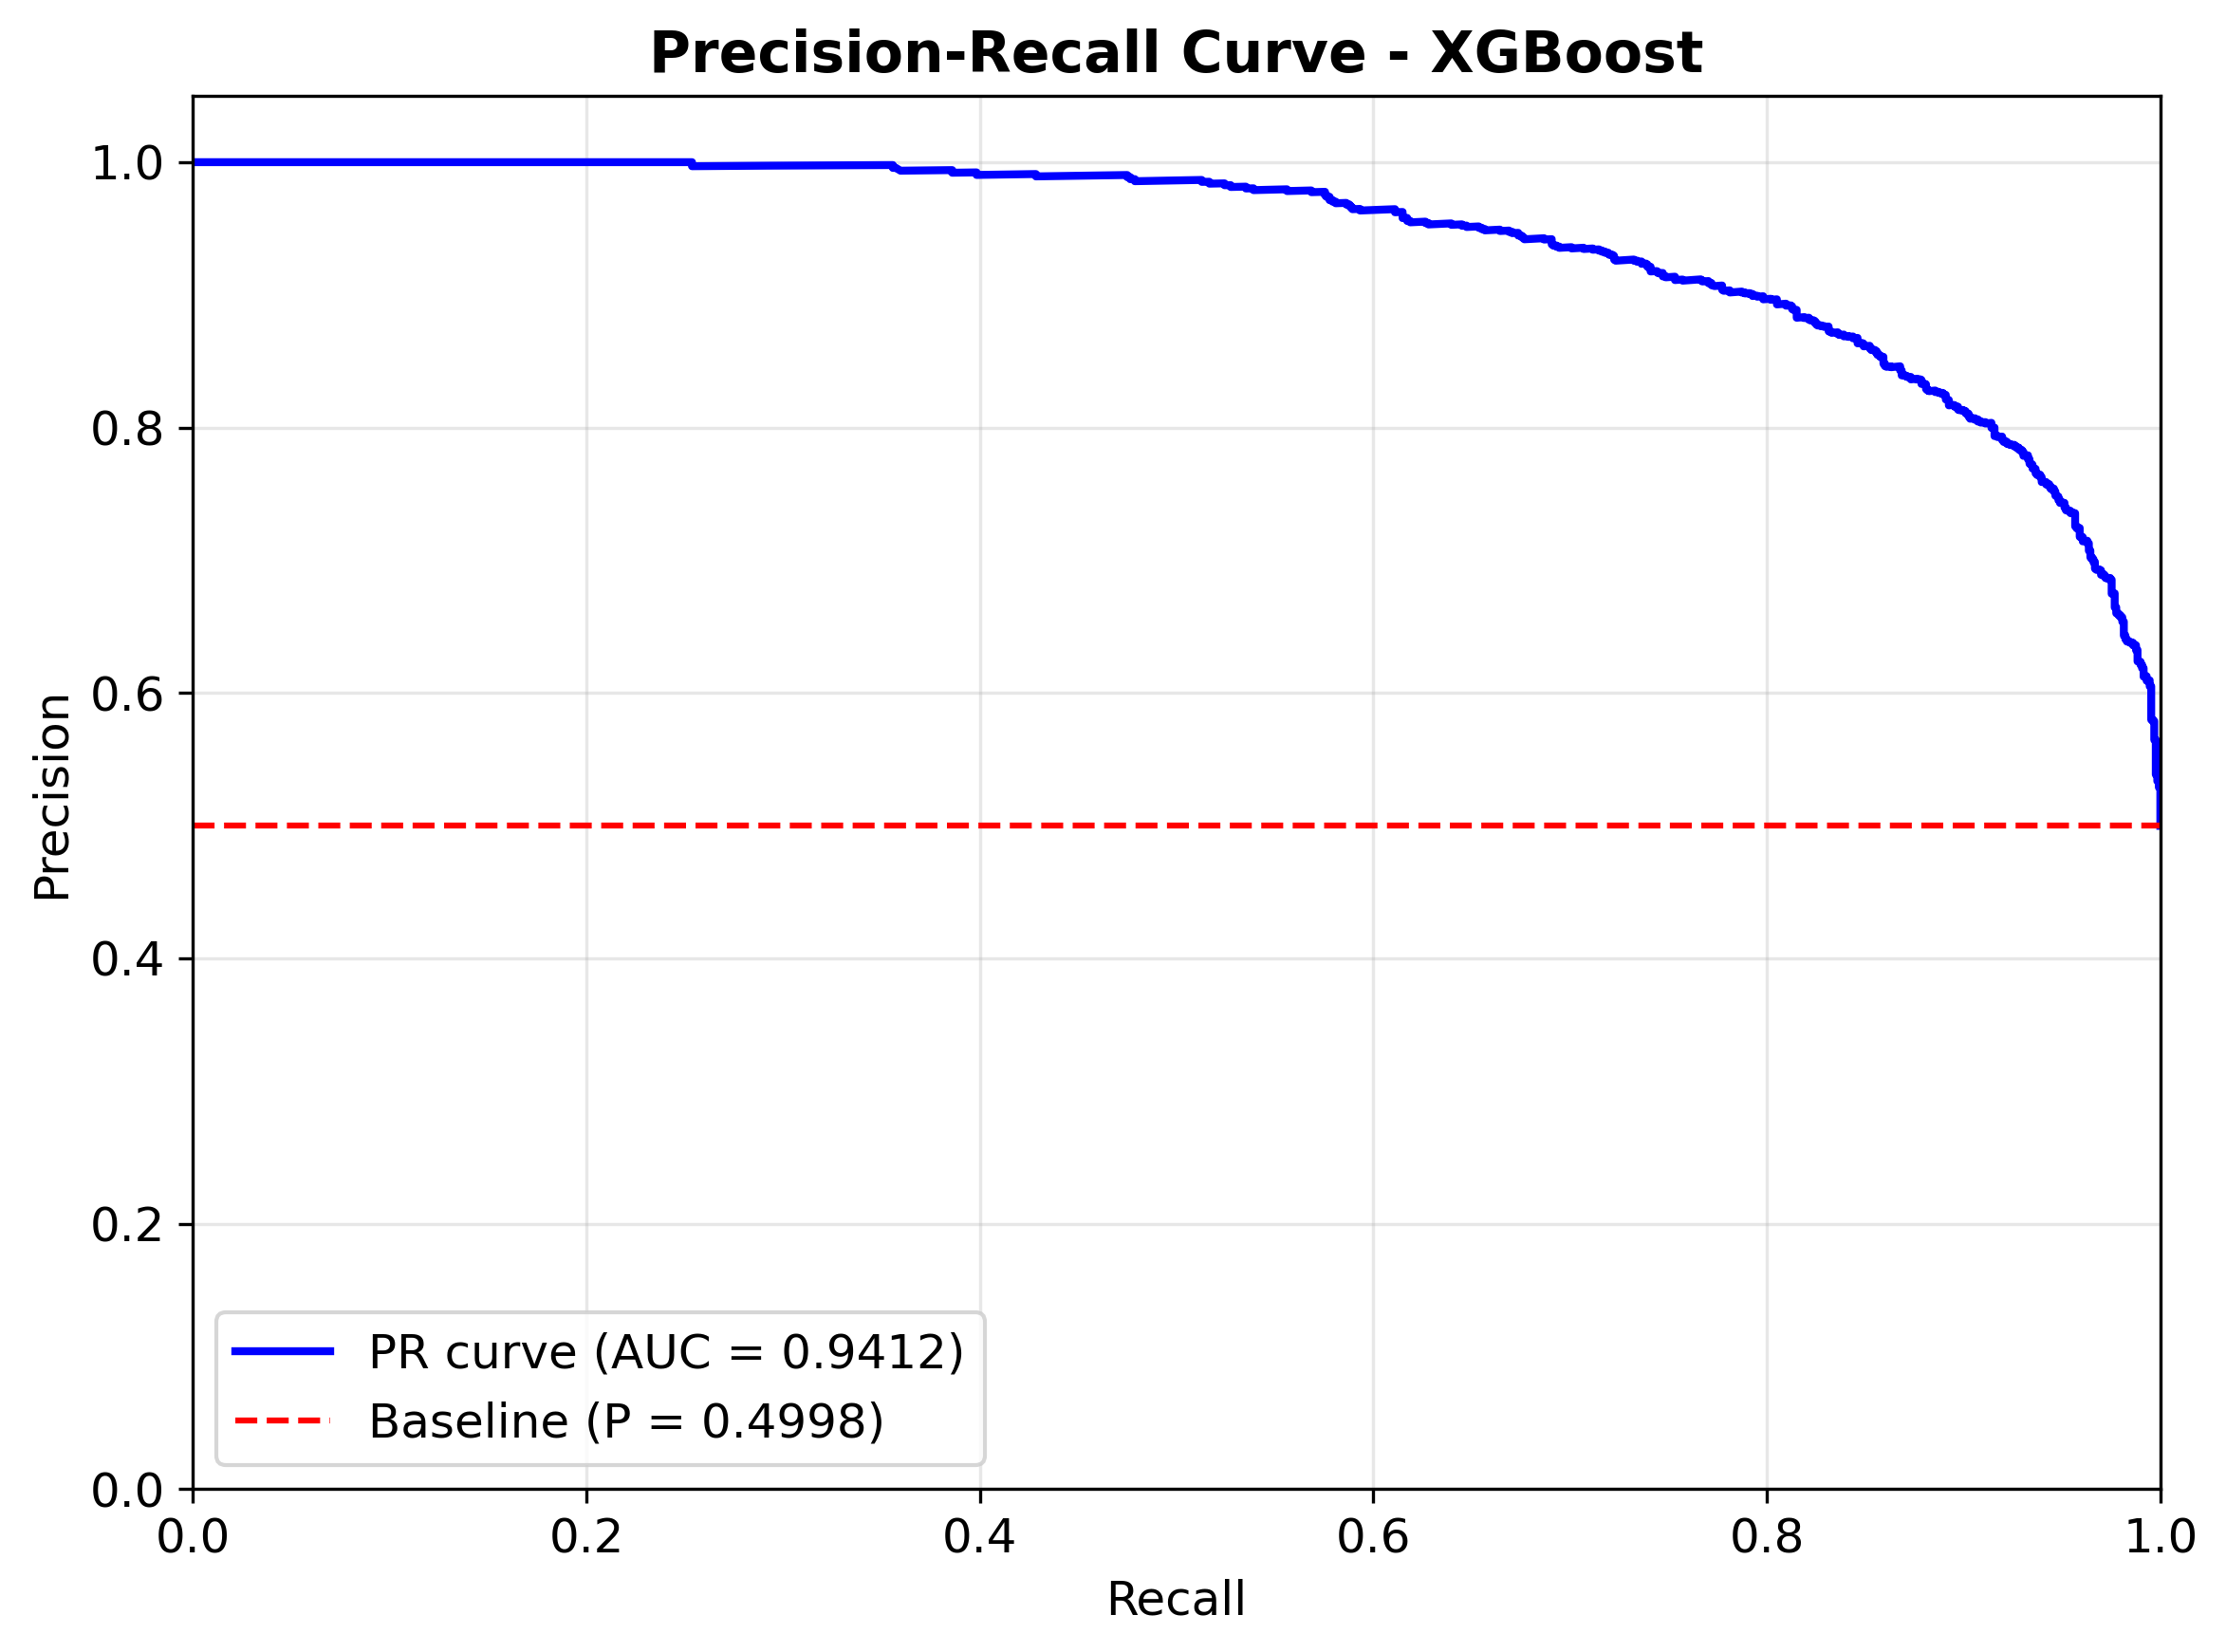 Precision-Recall Curve - XGBoost
1.0
0.8
0.6
0.4
0.2
0.0
Precision
PR curve (AUC = 0.9412)
Baseline (P = 0.4998)
0.0 0.2 0.4 0.6 0.8 1.0
Recall